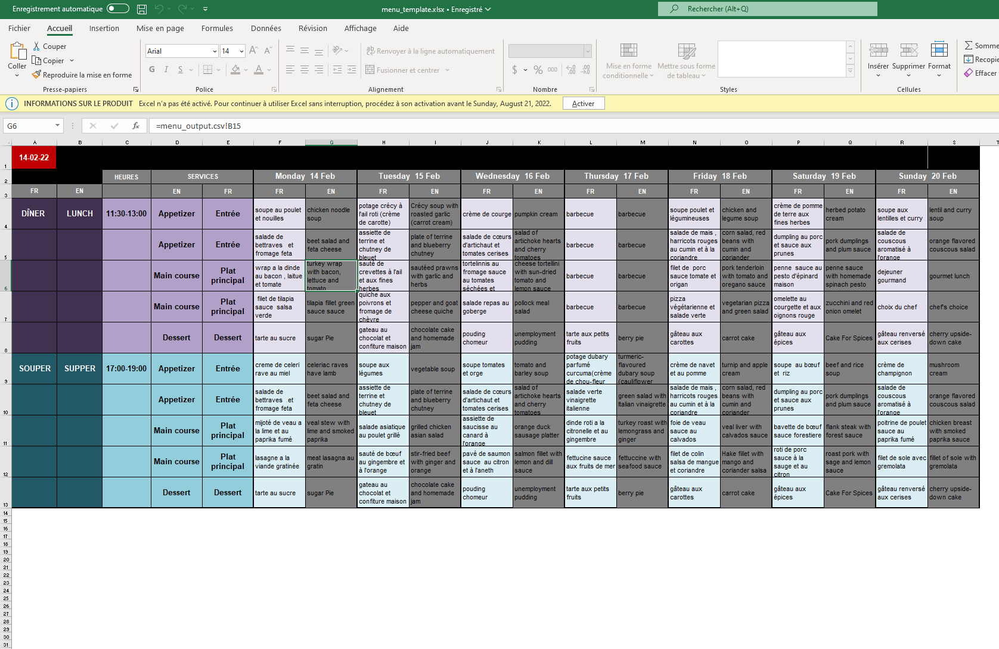 Enregistrement automatique
menu_template.xlsx • Enregistré
Rechercher (Alt+Q)
Fichier Accueil Insertion Mise en page Formules Données Révision Affichage Aide
Coller
Couper
Copier
Reproduire la mise en forme
Presse-papiers
Arial 14 A A
G I S A
Police
ab Renvoyer à la ligne automatiquement
Fusionner et centrer
Alignement
$ % 000
Nombre
Mise en forme conditionnelle
Mettre sous forme de tableau
Styles
Insérer Supprimer Format
Cellules
Somme
Recopie
Effacer
INFORMATIONS SUR LE PRODUIT Excel n'a pas été activé. Pour continuer à utiliser Excel sans interruption, procédez à son activation avant le Sunday, August 21, 2022. Activer
G6 fx =menu_output.csv!B15
A B C D E F G H I J K L M N O P Q R S T
1 14-02-22
2 HEURES SERVICES Monday 14 Feb Tuesday 15 Feb Wednesday 16 Feb Thursday 17 Feb Friday 18 Feb Saturday 19 Feb Sunday 20 Feb
3 FR EN EN FR FR EN FR EN FR EN FR EN FR EN FR EN FR EN
4 DÎNER LUNCH 11:30-13:00 Appetizer Entrée soupe au poulet et nouilles chicken noodle soup potage crécy à l'ail roti (crème de carotte) Crécy soup with roasted garlic (carrot cream) crème de courge pumpkin cream barbecue barbecue soupe poulet et légumineuses chicken and legume soup crème de pomme de terre aux fines herbes herbed potato cream soupe aux lentilles et curry lentil and curry soup
5 Appetizer Entrée salade de bettraves et fromage feta beet salad and feta cheese assiette de terrine et chutney de bleuet plate of terrine and blueberry chutney salade de cœurs d'artichaut et tomates cerises salad of artichoke hearts and cherry tomatoes barbecue barbecue salade de mais , harricots rouges au cumin et à la coriandre corn salad, red beans with cumin and coriander dumpling au porc et sauce aux prunes pork dumplings and plum sauce salade de couscous aromatisé à l'orange orange flavored couscous salad
6 Main course Plat principal wrap a la dinde au bacon , laitue et tomate turkey wrap with bacon, lettuce and tomato sauté de crevettes à l'ail et aux fines herbes sautéed prawns with garlic and herbs tortelinnis au fromage sauce au tomates séchées et cheese tortellini with sun-dried tomato and lemon sauce barbecue barbecue filet de porc sauce tomate et origan pork tenderloin with tomato and oregano sauce penne sauce au pesto d'épinard maison penne sauce with homemade spinach pesto dejeuner gourmand gourmet lunch
7 Main course Plat principal filet de tilapia sauce salsa verde tilapia fillet green sauce sauce quiche aux poivrons et fromage de chèvre pepper and goat cheese quiche salade repas au goberge pollock meal salad barbecue barbecue pizza végétarienne et salade verte vegetarian pizza and green salad omelette au courgette et aux oignons rouge zucchini and red onion omelet choix du chef chef's choice
8 Dessert Dessert tarte au sucre sugar Pie gateau au chocolat et confiture maison chocolate cake and homemade jam pouding chomeur unemployment pudding tarte aux petits fruits berry pie gâteau aux carottes carrot cake gâteau aux épices Cake For Spices gâteau renversé aux cerises cherry upside-down cake
9 SOUPER SUPPER 17:00-19:00 Appetizer Entrée creme de celeri rave au miel celeriac raves have lamb soupe aux légumes vegetable soup soupe tomates et orge tomato and barley soup potage dubary parfumé curcuma(crème de chou-fleur turmeric-flavoured dubary soup (cauliflower crème de navet et au pomme turnip and apple cream soupe au bœuf et riz beef and rice soup crème de champignon mushroom cream
10 Appetizer Entrée salade de bettraves et fromage feta beet salad and feta cheese assiette de terrine et chutney de bleuet plate of terrine and blueberry chutney salade de cœurs d'artichaut et tomates cerises salad of artichoke hearts and cherry tomatoes salade verte vinaigrette italienne green salad with Italian vinaigrette salade de mais , harricots rouges au cumin et à la coriandre corn salad, red beans with cumin and coriander dumpling au porc et sauce aux prunes pork dumplings and plum sauce salade de couscous aromatisé à l'orange orange flavored couscous salad
11 Main course Plat principal mijoté de veau a la lime et au paprika fumé veal stew with lime and smoked paprika salade asiatique au poulet grillé grilled chicken asian salad assiette de saucisse au canard à l'orange orange duck sausage platter dinde roti a la citronelle et au gingembre turkey roast with lemongrass and ginger foie de veau sauce au calvados veal liver with calvados sauce bavette de bœuf sauce forestiere flank steak with forest sauce poitrine de poulet sauce au paprika fumé chicken breast with smoked paprika sauce
12 Main course Plat principal lasagne a la viande gratinée meat lasagna au gratin sauté de bœuf au gingembre et à l'orange stir-fried beef with ginger and orange pavé de saumon sauce au citron et à l'aneth salmon fillet with lemon and dill sauce fettucine sauce aux fruits de mer fettuccine with seafood sauce filet de colin salsa de mangue et coriandre Hake fillet with mango and coriander salsa roti de porc sauce à la sauge et au citron roast pork with sage and lemon sauce filet de sole avec gremolata fillet of sole with gremolata
13 Dessert Dessert tarte au sucre sugar Pie gateau au chocolat et confiture maison chocolate cake and homemade jam pouding chomeur unemployment pudding tarte aux petits fruits berry pie gâteau aux carottes carrot cake gâteau aux épices Cake For Spices gâteau renversé aux cerises cherry upside-down cake
14
15
16
17
18
19
20
21
22
23
24
25
26
27
28
29
30
31